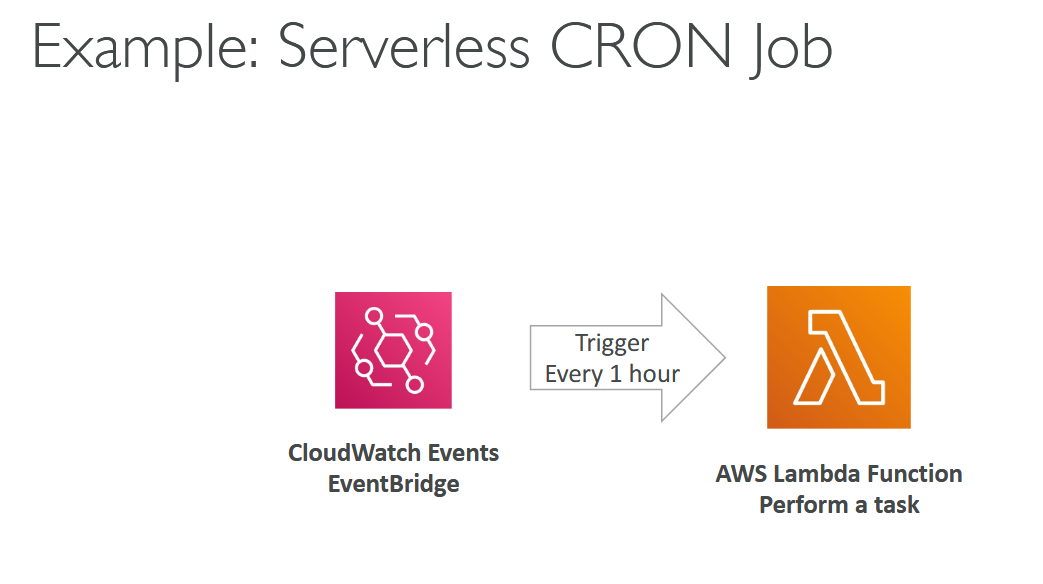 Example: Serverless CRON Job
Trigger
Every 1 hour
CloudWatch Events
EventBridge
AWS Lambda Function
Perform a task